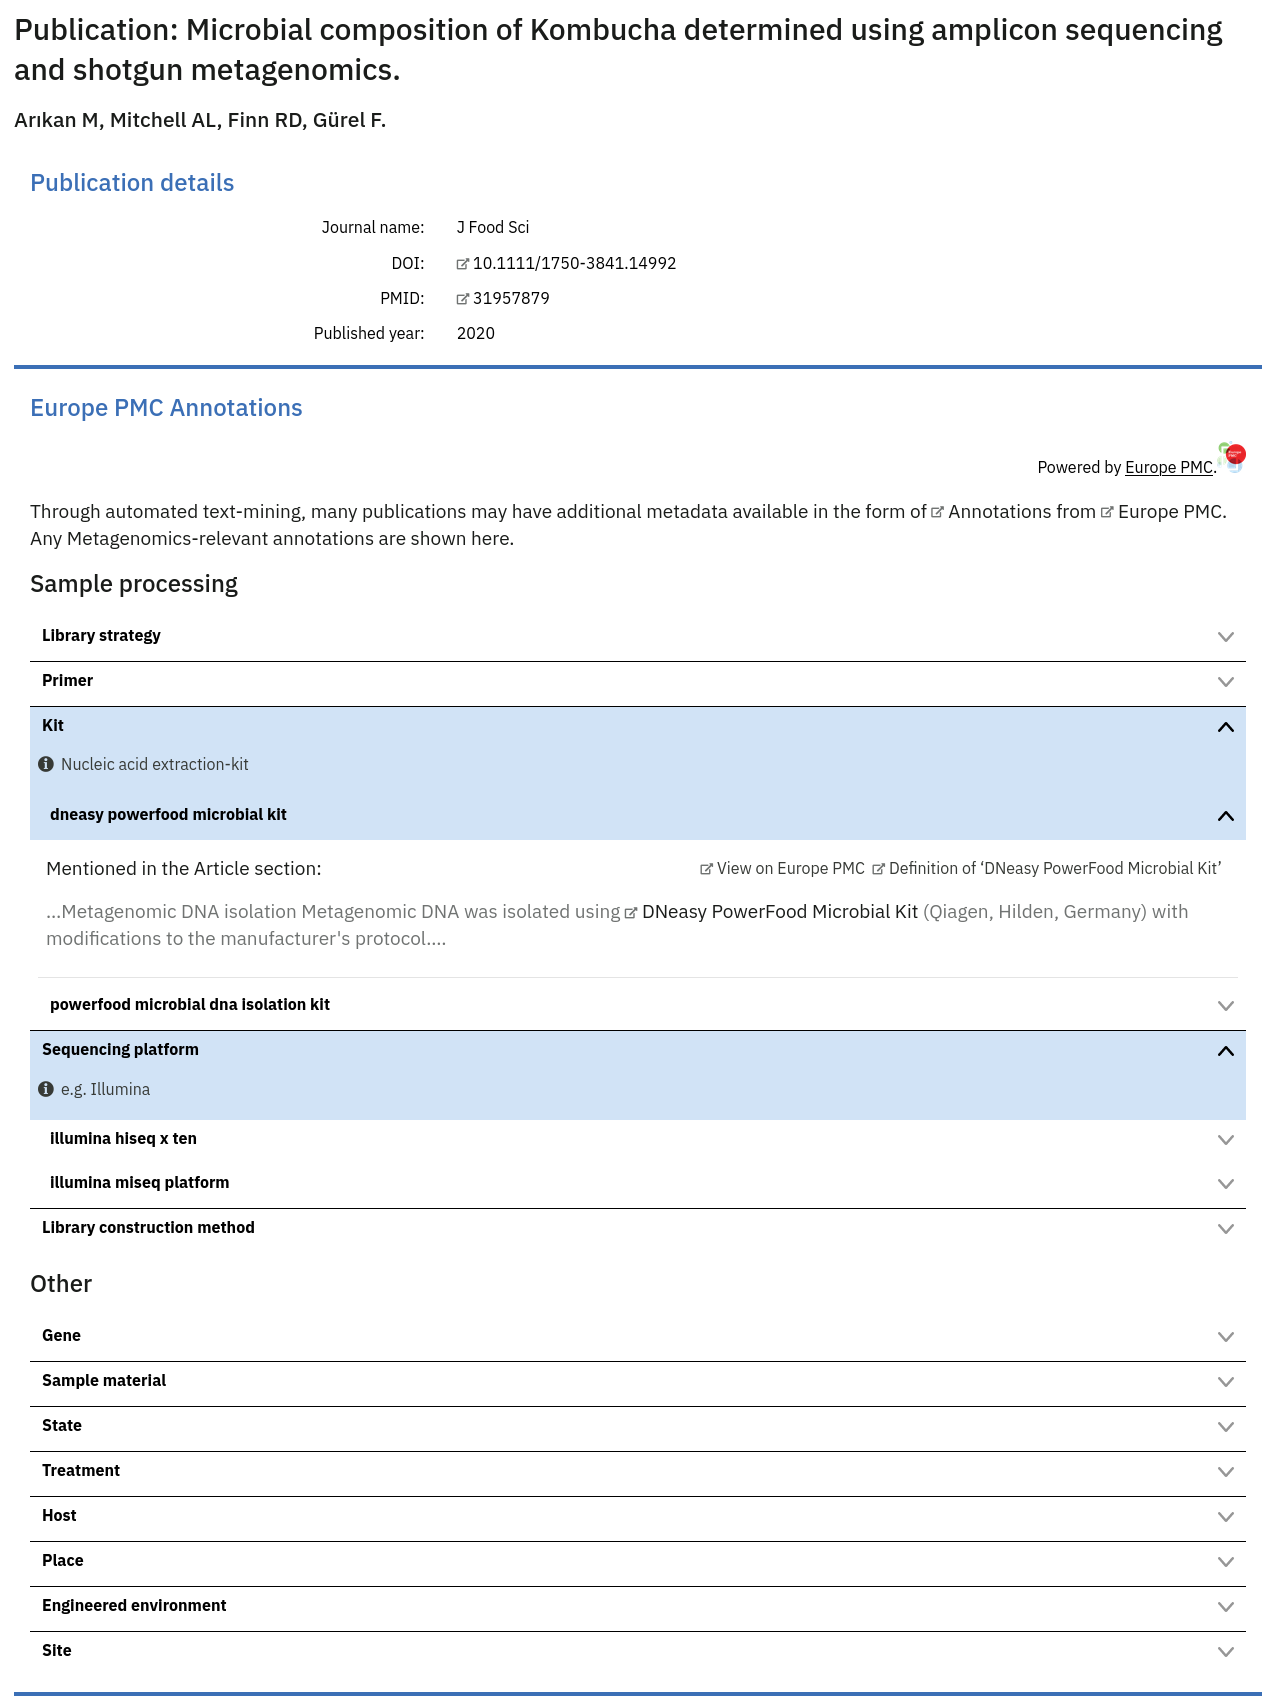 Publication: Microbial composition of Kombucha determined using amplicon sequencing
and shotgun metagenomics.
Arıkan M, Mitchell AL, Finn RD, Gürel F.
Publication details
Journal name: J Food Sci
DOI: 10.1111/1750-3841.14992
PMID: 31957879
Published year: 2020
Europe PMC Annotations
Powered by Europe PMC.
Through automated text-mining, many publications may have additional metadata available in the form of Annotations from Europe PMC.
Any Metagenomics-relevant annotations are shown here.
Sample processing
Library strategy
Primer
Kit
Nucleic acid extraction-kit
dneasy powerfood microbial kit
Mentioned in the Article section: View on Europe PMC Definition of ‘DNeasy PowerFood Microbial Kit’
...Metagenomic DNA isolation Metagenomic DNA was isolated using DNeasy PowerFood Microbial Kit (Qiagen, Hilden, Germany) with
modifications to the manufacturer's protocol....
powerfood microbial dna isolation kit
Sequencing platform
e.g. Illumina
illumina hiseq x ten
illumina miseq platform
Library construction method
Other
Gene
Sample material
State
Treatment
Host
Place
Engineered environment
Site